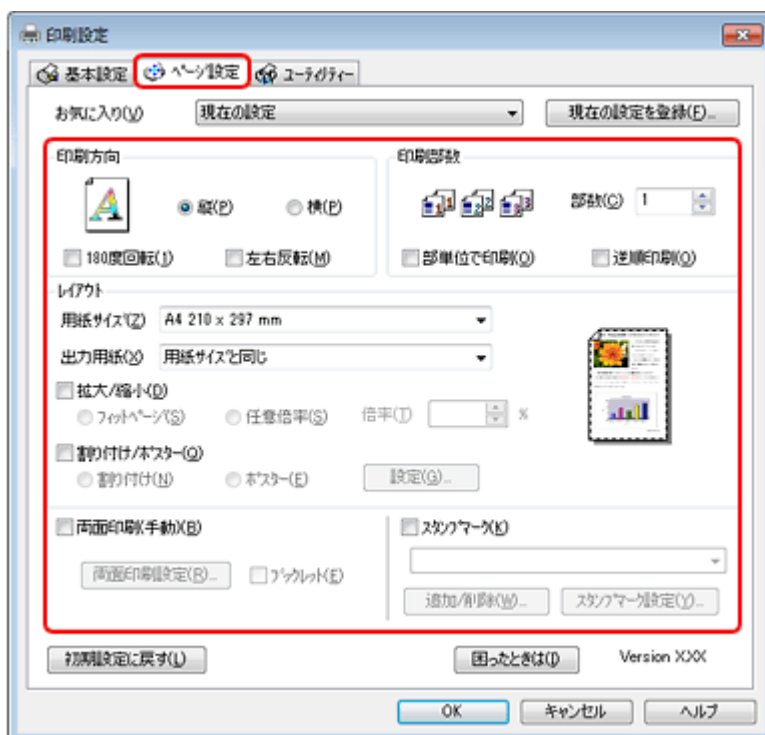 印刷設定
基本設定 ページ設定 ユーティリティー
お気に入り(V) 現在の設定 現在の設定を登録(F)...
印刷方向 印刷部数
縦(P) 横(P) 部数(C) 1
180度回転(1) 左右反転(M) 部単位で印刷(O) 逆順印刷(O)
レイアウト
用紙サイズ(Z) A4 210 x 297 mm
出力用紙(X) 用紙サイズと同じ
拡大/縮小(D)
フィットページ(S) 任意倍率(S) 倍率(T) %
割り付け/ポスター(Q)
割り付け(N) ポスター(E) 設定(G)...
両面印刷(手動)(B) スタンプマーク(K)
両面印刷設定(R)... ブックレット(E)
追加/削除(W)... スタンプマーク設定(Y)...
初期設定に戻す(L) 困ったときは(I) Version XXX
OK キャンセル ヘルプ